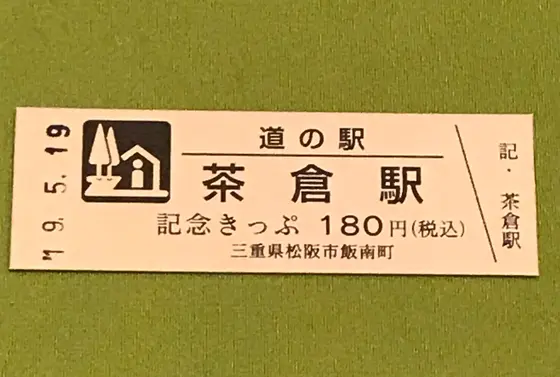 19. 5. 19
道の駅
茶倉駅
記念きっぷ 180円(税込)
三重県松阪市飯南町
記・茶倉駅